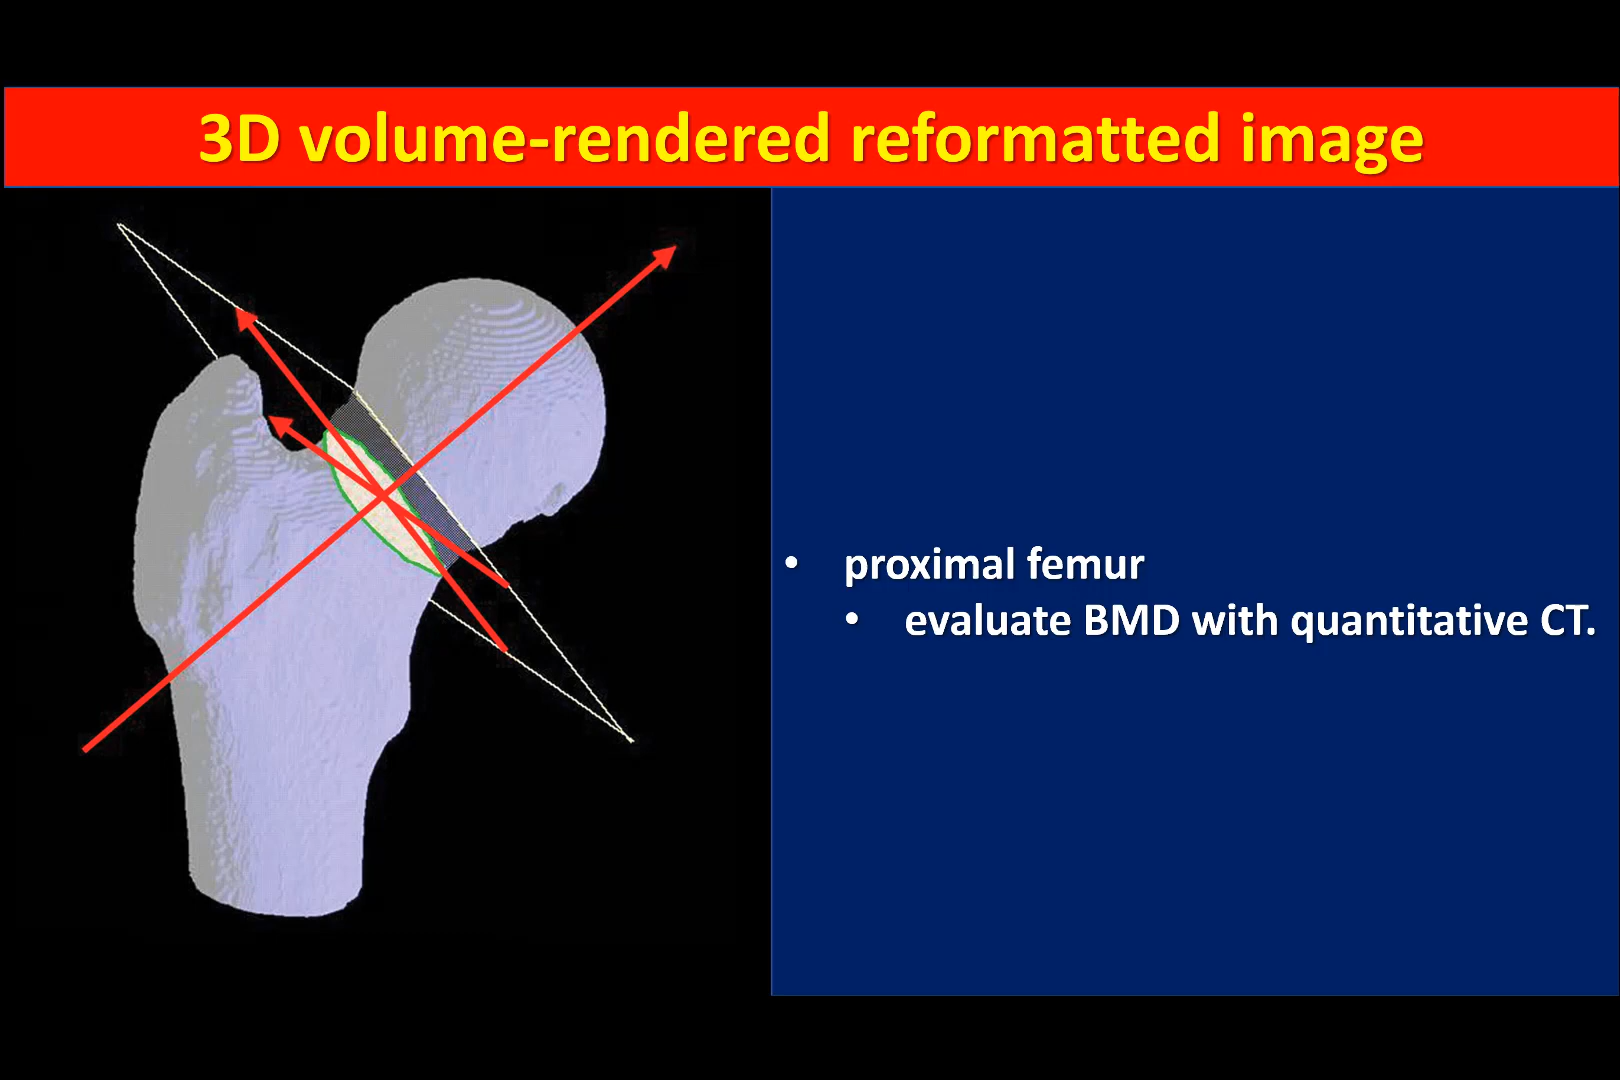 3D volume-rendered reformatted image
• proximal femur
• evaluate BMD with quantitative CT.